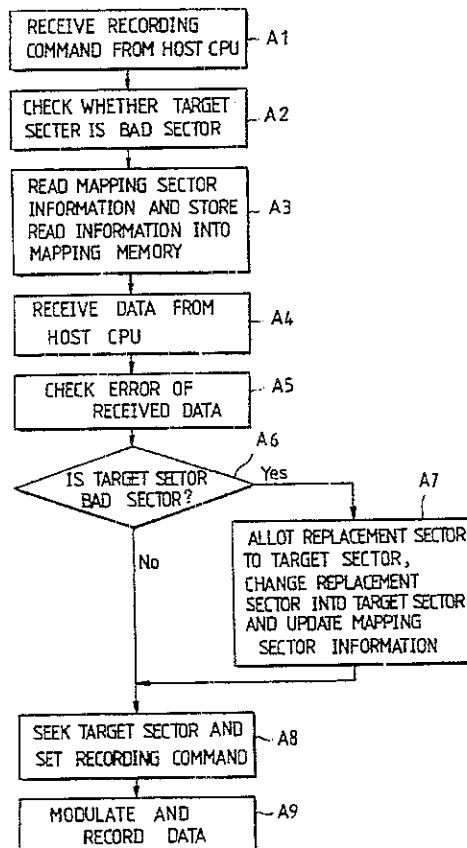 RECEIVE RECORDING
COMMAND FROM HOST CPU
A1
CHECK WHETHER TARGET
SECTER IS BAD SECTOR
A2
READ MAPPING SECTOR
INFORMATION AND STORE
READ INFORMATION INTO
MAPPING MEMORY
A3
RECEIVE DATA FROM
HOST CPU
A4
CHECK ERROR OF
RECEIVED DATA
A5
IS TARGET SECTOR
BAD SECTOR?
A6
Yes
No
A7
ALLOT REPLACEMENT SECTOR
TO TARGET SECTOR,
CHANGE REPLACEMENT
SECTOR INTO TARGET SECTOR
AND UPDATE MAPPING
SECTOR INFORMATION
SEEK TARGET SECTOR AND
SET RECORDING COMMAND
A8
MODULATE AND
RECORD DATA
A9